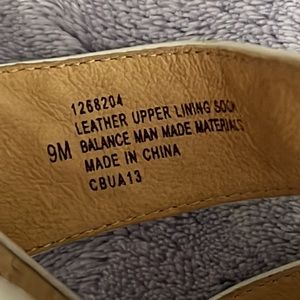 1268204
LEATHER UPPER LINING SOCK
9M BALANCE MAN MADE MATERIALS
MADE IN CHINA
CBUA13